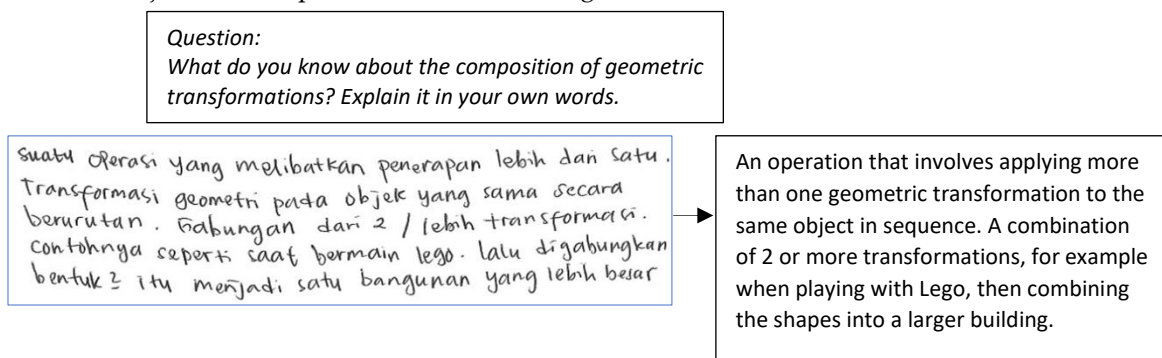 Question:
What do you know about the composition of geometric
transformations? Explain it in your own words.
suatu operasi yang melibatkan penerapan lebih dari satu.
Transformasi geometri pada objek yang sama secara
berurutan. Gabungan dari 2 / lebih transformasi.
contohnya seperti saat bermain lego. lalu digabungkan
bentuk2 itu menjadi satu bangunan yang lebih besar
An operation that involves applying more
than one geometric transformation to the
same object in sequence. A combination
of 2 or more transformations, for example
when playing with Lego, then combining
the shapes into a larger building.